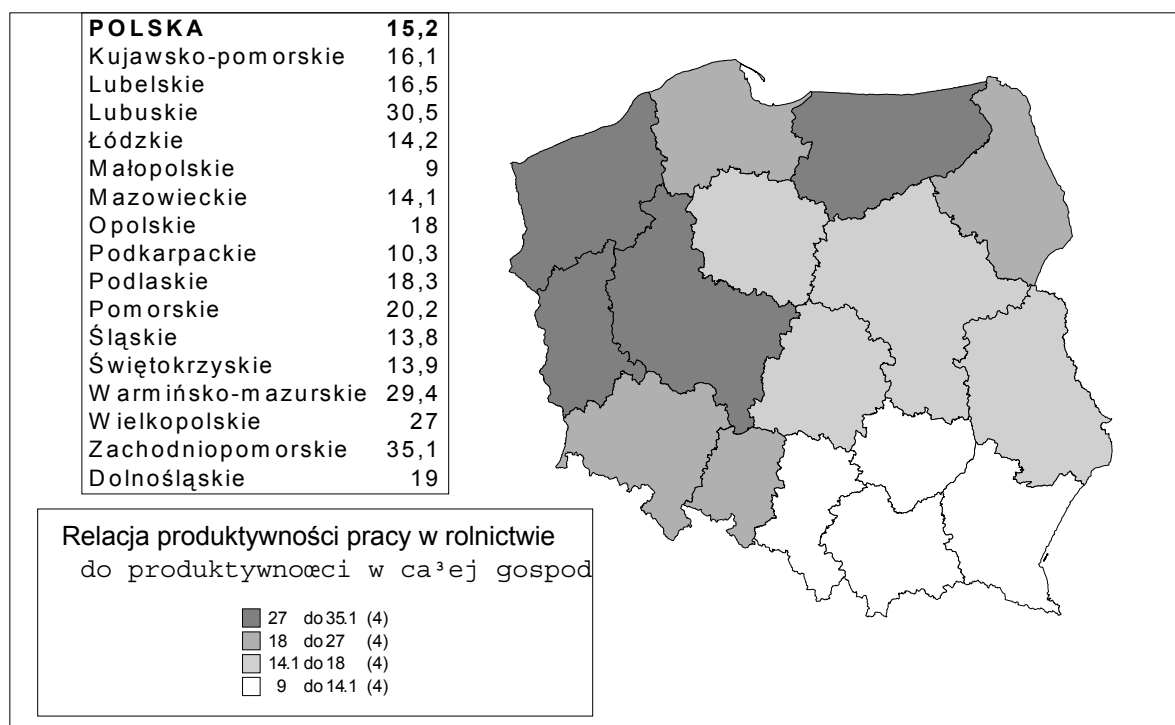 POLSKA 15,2
Kujawsko-pomorskie 16,1
Lubelskie 16,5
Lubuskie 30,5
Łódzkie 14,2
Małopolskie 9
Mazowieckie 14,1
Opolskie 18
Podkarpackie 10,3
Podlaskie 18,3
Pomorskie 20,2
Śląskie 13,8
Świętokrzyskie 13,9
Warmińsko-mazurskie 29,4
Wielkopolskie 27
Zachodniopomorskie 35,1
Dolnośląskie 19
Relacja produktywności pracy w rolnictwie
do produktywnoœci w ca³ej gospod
27 do 35.1 (4)
18 do 27 (4)
14.1 do 18 (4)
9 do 14.1 (4)